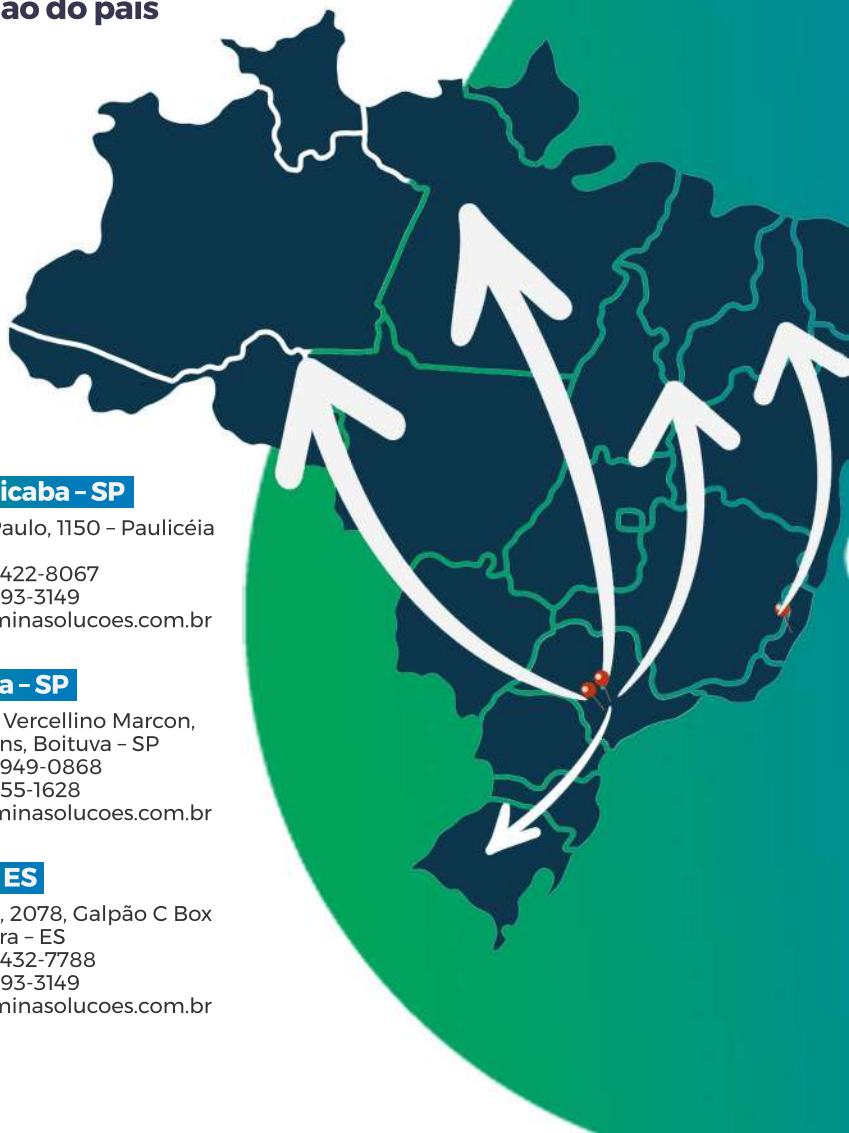 ão do país
icaba – SP
Paulo, 1150 – Paulicéia
422-8067
93-3149
minasolucoes.com.br
a – SP
Vercellino Marcon,
ns, Boituva – SP
949-0868
55-1628
minasolucoes.com.br
ES
, 2078, Galpão C Box
ra – ES
432-7788
93-3149
minasolucoes.com.br